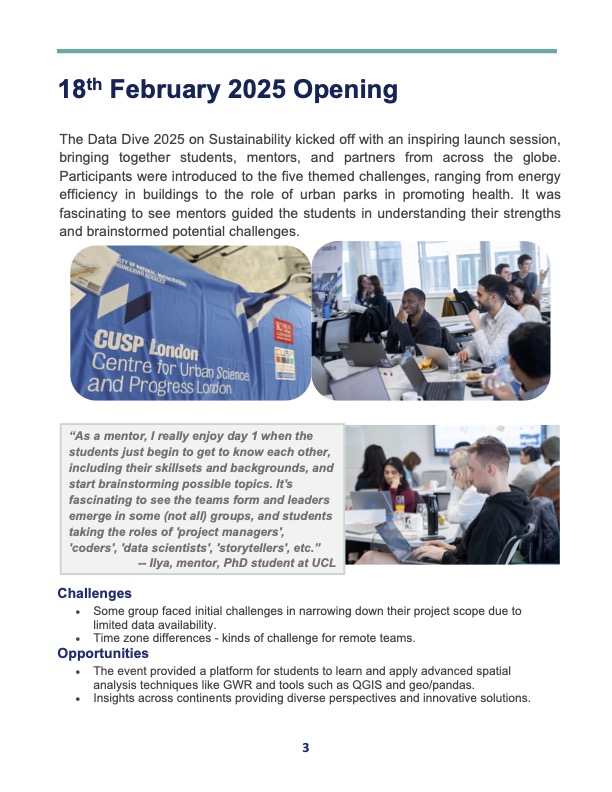 18th February 2025 Opening
The Data Dive 2025 on Sustainability kicked off with an inspiring launch session,
bringing together students, mentors, and partners from across the globe.
Participants were introduced to the five themed challenges, ranging from energy
efficiency in buildings to the role of urban parks in promoting health. It was
fascinating to see mentors guided the students in understanding their strengths
and brainstormed potential challenges.
CUSP London
Centre for Urban Science
and Progress London
“As a mentor, I really enjoy day 1 when the
students just begin to get to know each other,
including their skillsets and backgrounds, and
start brainstorming possible topics. It's
fascinating to see the teams form and leaders
emerge in some (not all) groups, and students
taking the roles of 'project managers',
'coders', 'data scientists', 'storytellers', etc.”
-- Ilya, mentor, PhD student at UCL
Challenges
• Some group faced initial challenges in narrowing down their project scope due to
limited data availability.
• Time zone differences - kinds of challenge for remote teams.
Opportunities
• The event provided a platform for students to learn and apply advanced spatial
analysis techniques like GWR and tools such as QGIS and geo/pandas.
• Insights across continents providing diverse perspectives and innovative solutions.
3